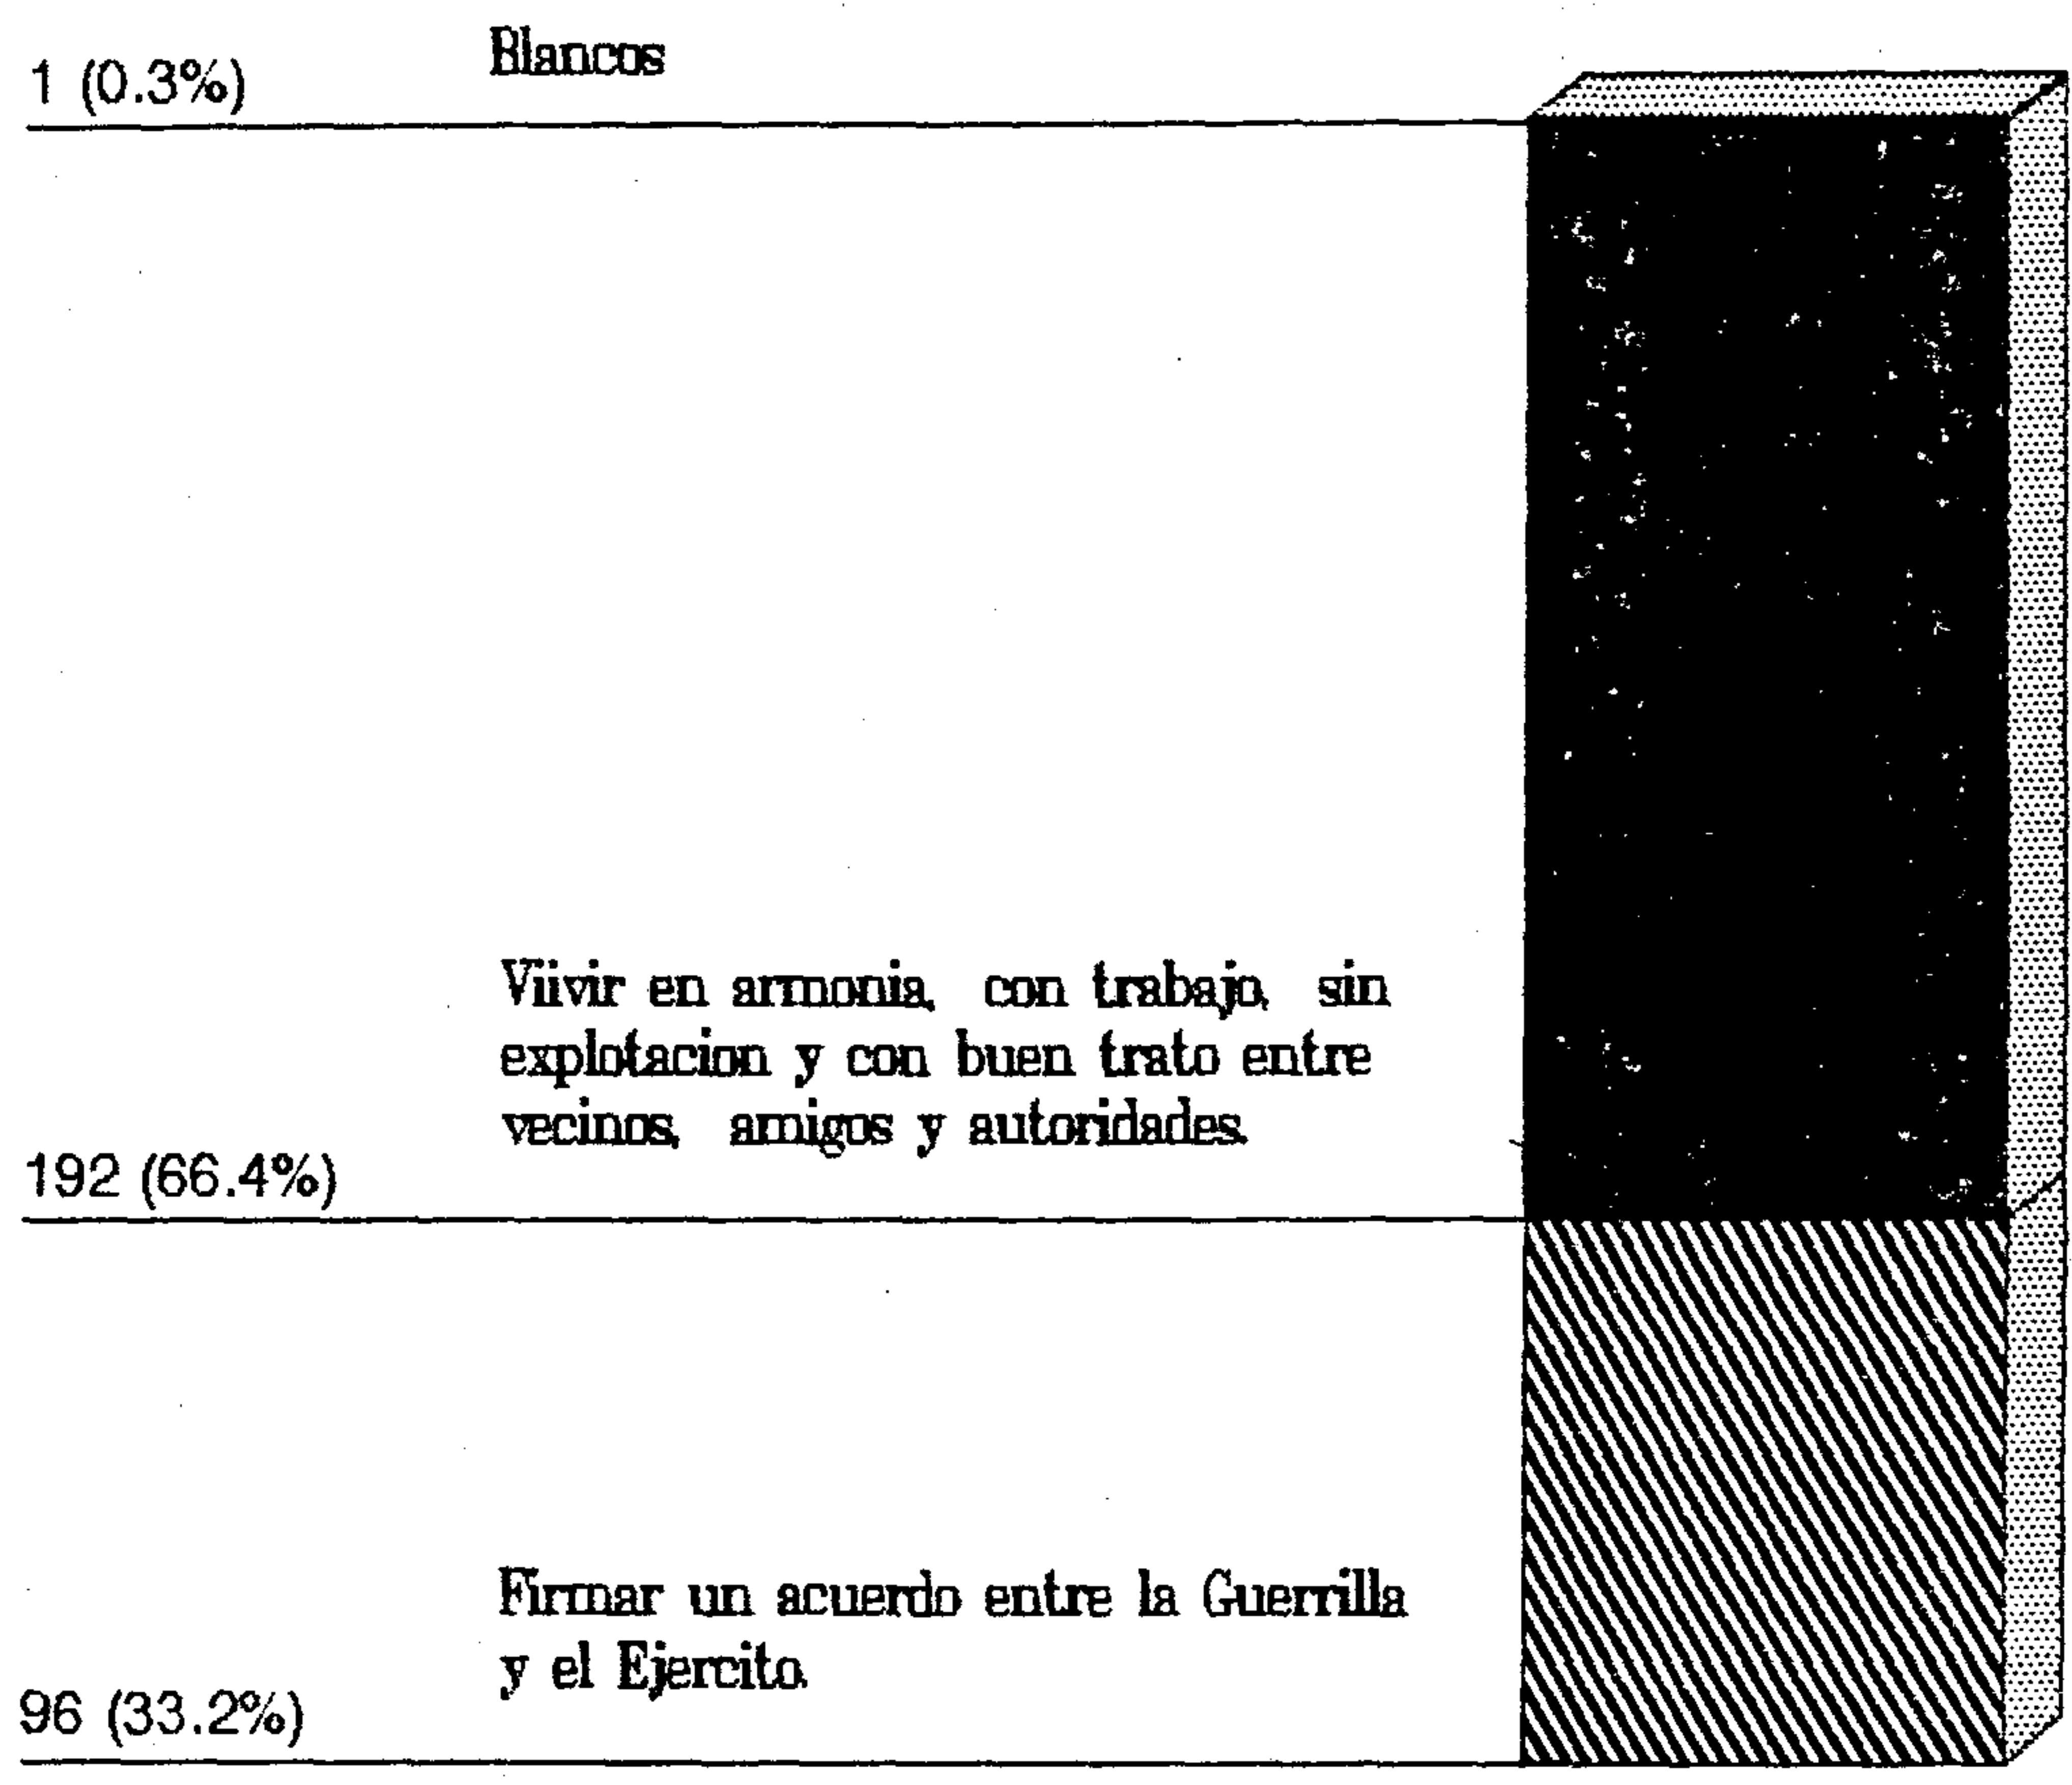 Blancos
1 (0.3%)
Viivir en armonia, con trabajo, sin
explotacion y con buen trato entre
vecinos, amigos y autoridades.
192 (66.4%)
Firmar un acuerdo entre la Guerrilla
y el Ejercito.
96 (33.2%)